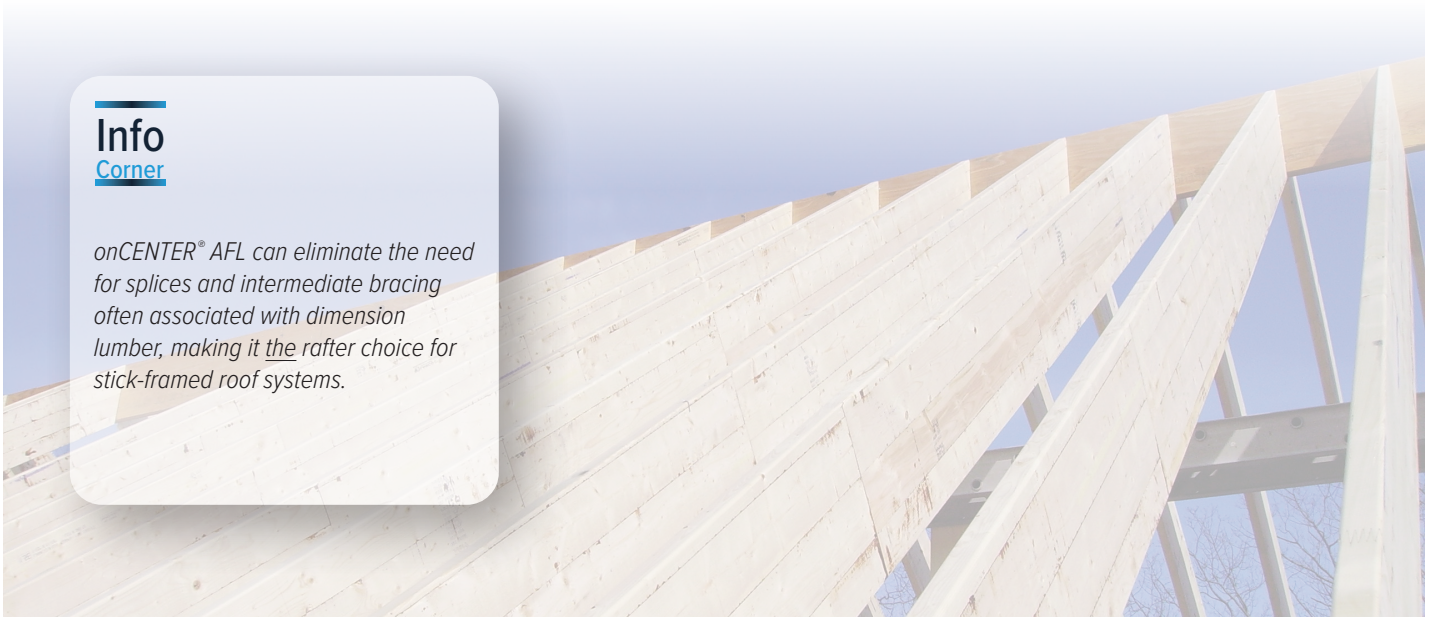 Info
Corner
onCENTER® AFL can eliminate the need
for splices and intermediate bracing
often associated with dimension
lumber, making it the rafter choice for
stick-framed roof systems.